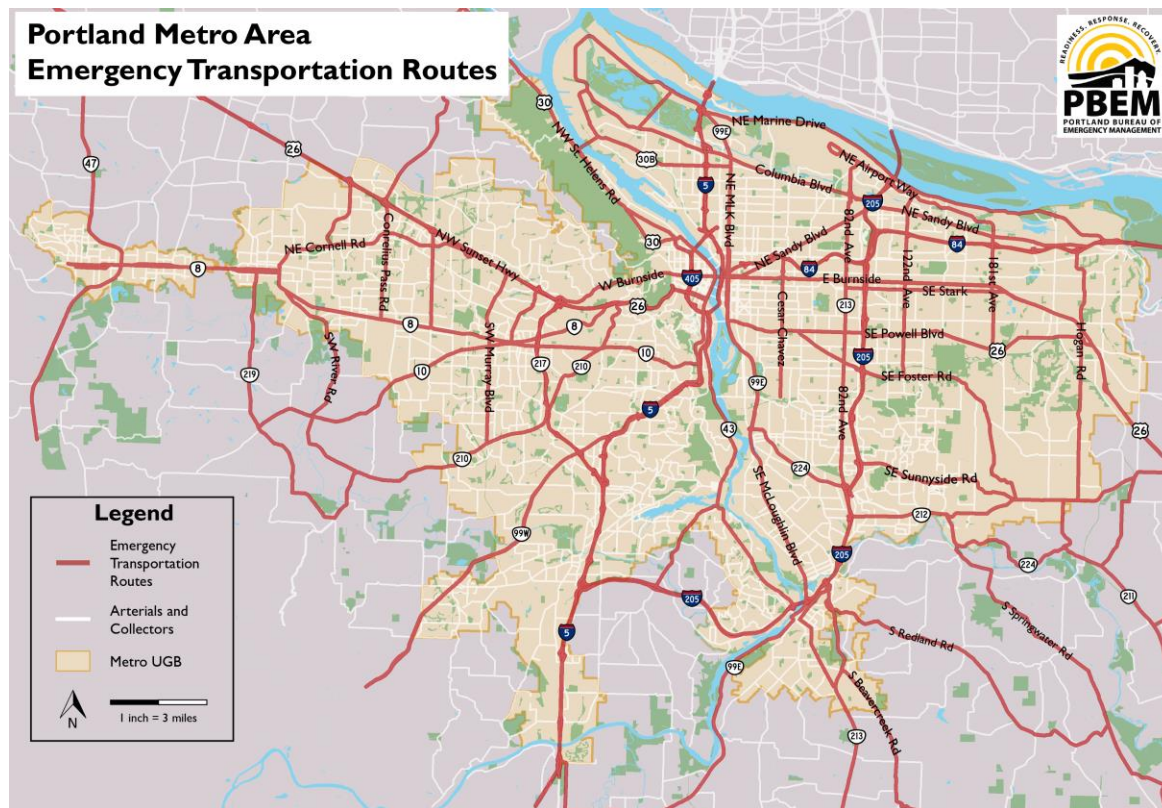 Portland Metro Area
Emergency Transportation Routes
READINESS. RESPONSE. RECOVERY.
PBEM
PORTLAND BUREAU OF
EMERGENCY MANAGEMENT
30
99E
NE Marine Drive
47
26
NW St. Helens Rd
30B
Columbia Blvd
NE Airport Way
5
NE MLK Blvd
205
NE Sandy Blvd
Conrelius Pass Rd
NW Sunset Hwy
30
NE Sandy Blvd
82nd Ave
84
NE Cornell Rd
8
W Burnside
405
84
E Burnside
122nd Ave
181st Ave
26
SE Stark
Cesar Chavez
213
8
8
SW Murray Blvd
SE Powell Blvd
Hogan Rd
SW River Rd
10
217
210
10
205
26
219
10
99E
SE Foster Rd
5
82nd Ave
43
26
210
224
SE Sunnyside Rd
SE McLoughlin Blvd
212
99W
205
224
211
205
S Springwater Rd
5
S Redland Rd
99E
S Beavercreek Rd
213
Legend
Emergency
Transportation
Routes
Arterials and
Collectors
Metro UGB
N
1 inch = 3 miles